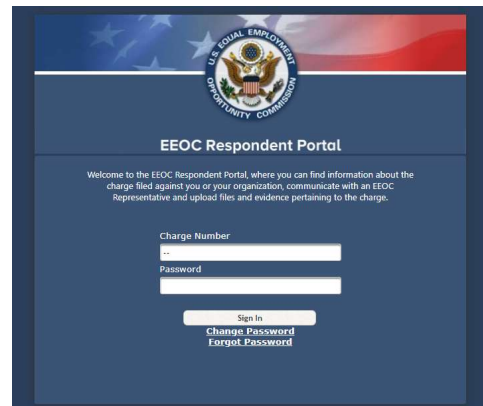 U.S. EQUAL EMPLOYMENT
OPPORTUNITY COMMISSION
EEOC Respondent Portal
Welcome to the EEOC Respondent Portal, where you can find information about the
charge filed against you or your organization, communicate with an EEOC
Representative and upload files and evidence pertaining to the charge.
Charge Number
--
Password
Sign In
Change Password
Forgot Password